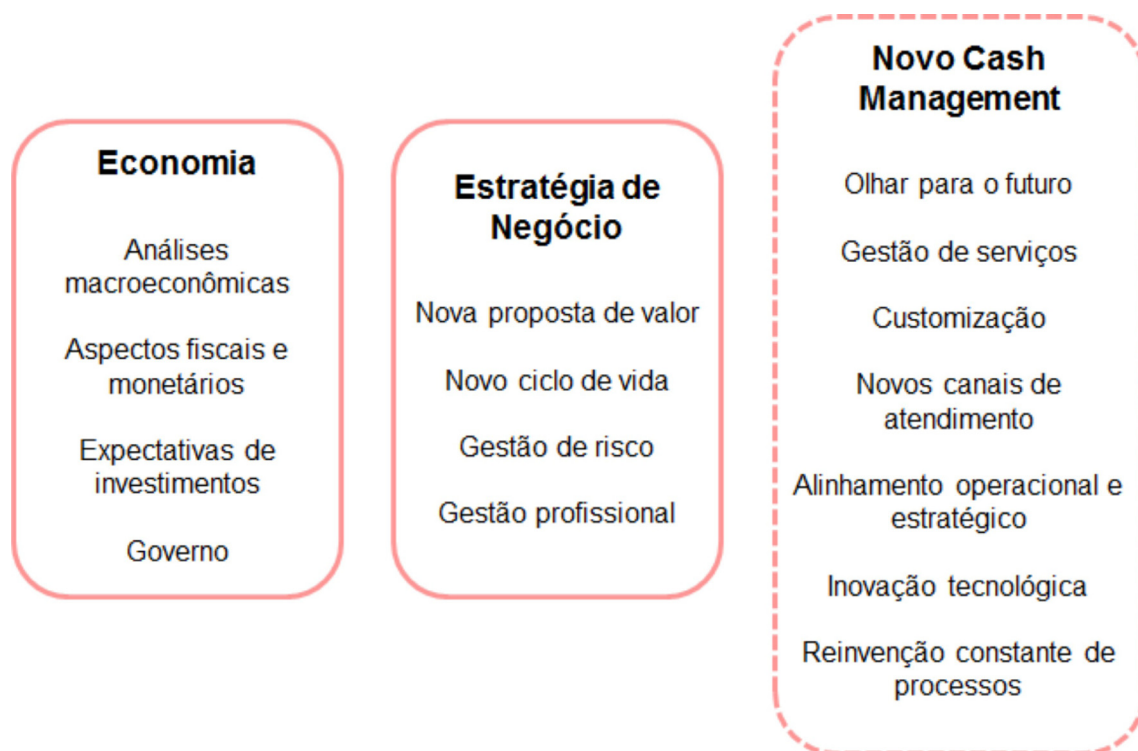 Economia
Análises
macroeconômicas
Aspectos fiscais e
monetários
Expectativas de
investimentos
Governo
Estratégia de
Negócio
Nova proposta de valor
Novo ciclo de vida
Gestão de risco
Gestão profissional
Novo Cash
Management
Olhar para o futuro
Gestão de serviços
Customização
Novos canais de
atendimento
Alinhamento operacional e
estratégico
Inovação tecnológica
Reinvenção constante de
processos